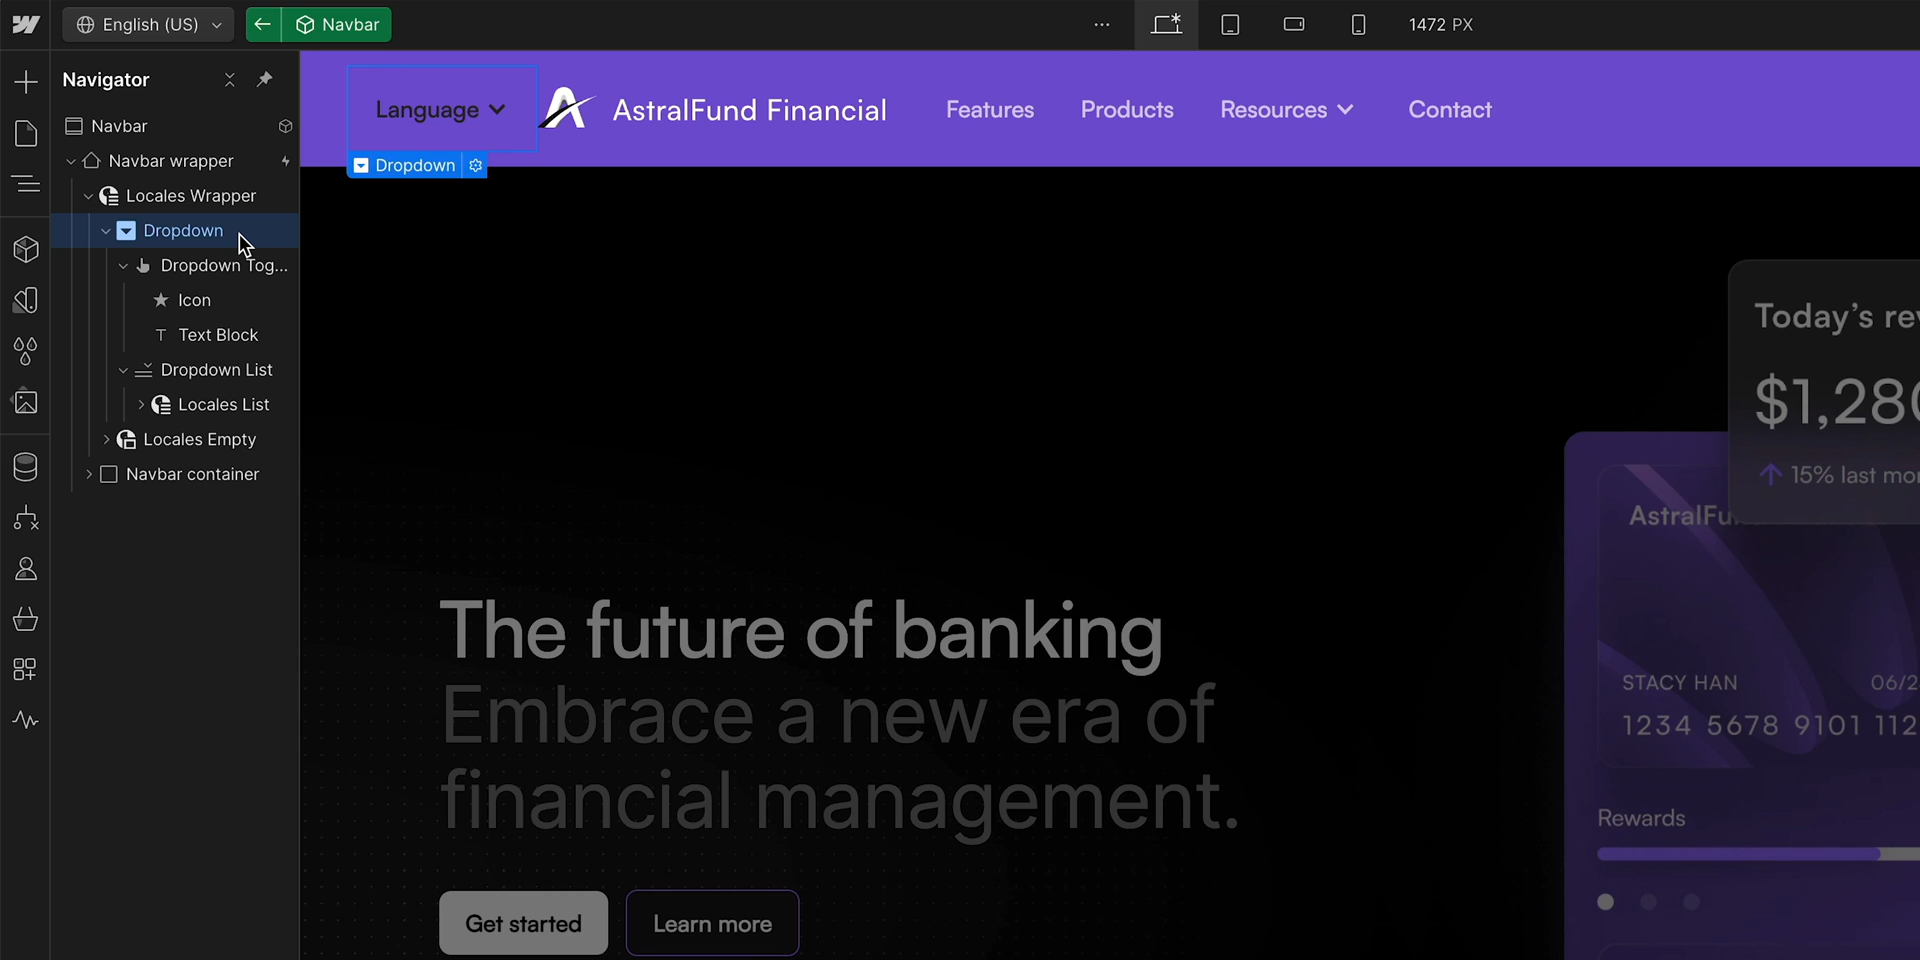 English (US)
Navbar
1472 PX
Navigator
Navbar
Navbar wrapper
Locales Wrapper
Dropdown
Dropdown Tog...
Icon
Text Block
Dropdown List
Locales List
Locales Empty
Navbar container
Language
AstralFund Financial
Features
Products
Resources
Contact
Dropdown
The future of banking
Embrace a new era of
financial management.
Get started
Learn more
Today's rev
$1,280
15% last mon
AstralFu
STACY HAN
06/2
1234 5678 9101 112
Rewards